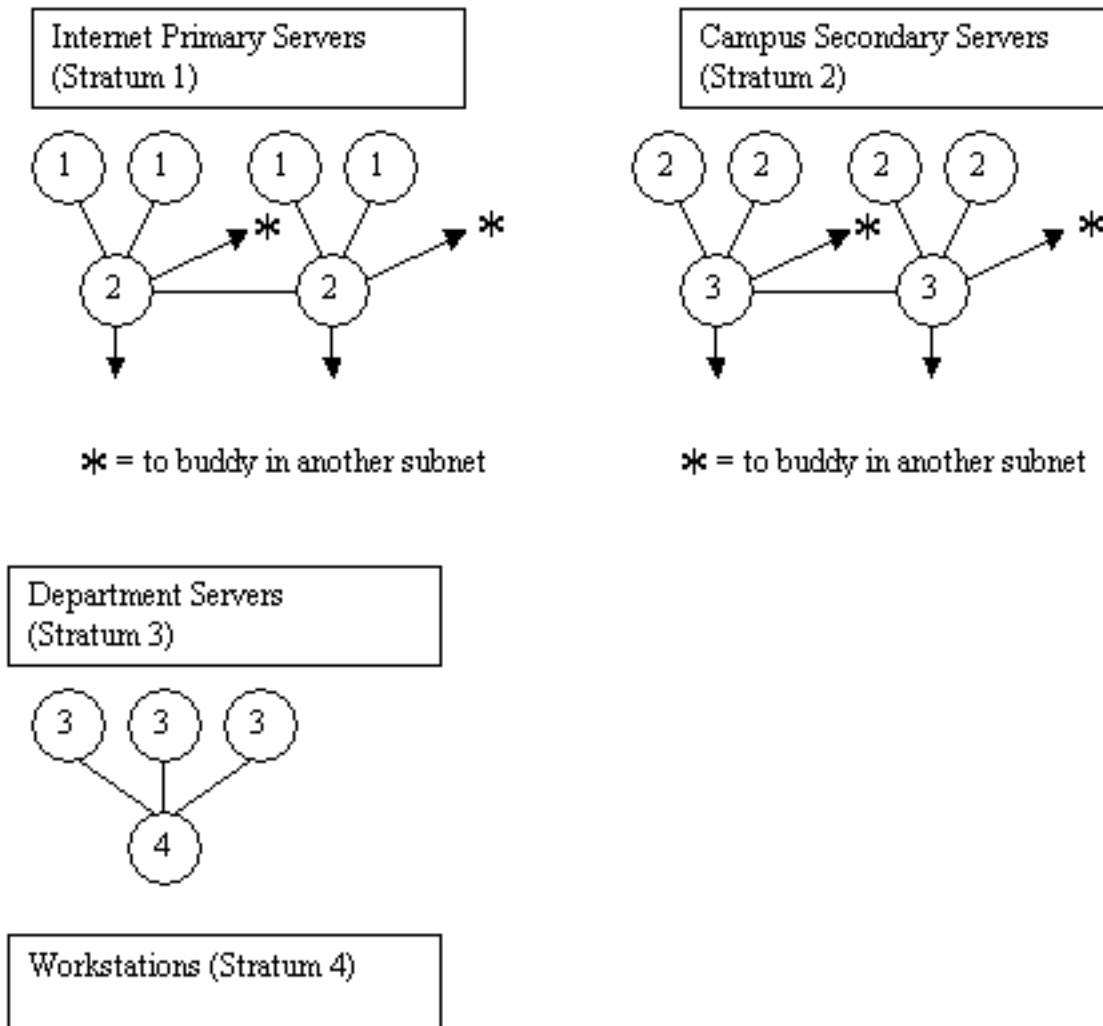 Internet Primary Servers
(Stratum 1)
Campus Secondary Servers
(Stratum 2)
1 1 1 1
2 2 2 2
* *
* *
2 2
3 3
* = to buddy in another subnet
* = to buddy in another subnet
Department Servers
(Stratum 3)
3 3 3
4
Workstations (Stratum 4)